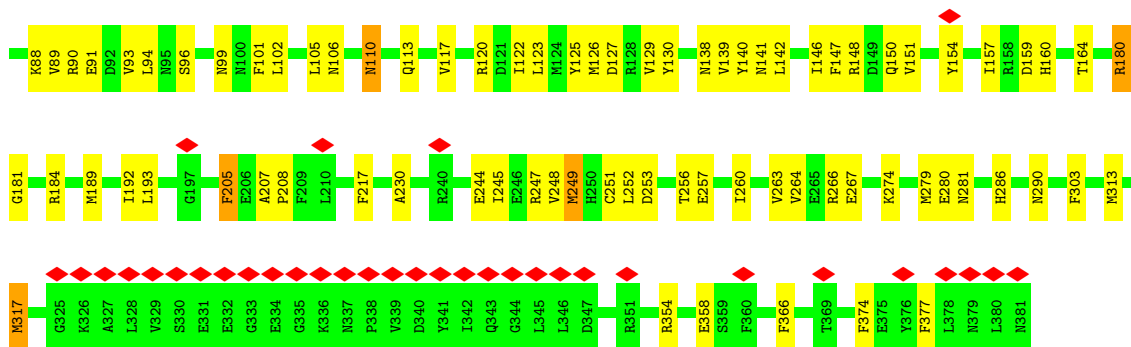 K88 V89 R90 E91 D92 V93 L94 N95 S96 N99 N100 F101 L102 L105 N106 N110 Q113 V117 R120 D121 I122 L123 M124 Y125 M126 D127 R128 V129 Y130 N138 V139 Y140 N141 L142 I146 F147 R148 D149 Q150 V151 Y154 I157 R158 D159 H160 T164 R180
G181 R184 M189 I192 L193 G197 F205 E206 A207 P208 F209 L210 F217 A230 R240 E244 I245 E246 R247 V248 M249 H250 C251 L252 D253 T256 E257 I260 V263 V264 E265 R266 E267 K274 M279 E280 N281 H286 N290 F303 M313
M317 G325 K326 A327 L328 V329 S330 E331 E332 G333 E334 G335 K336 N337 P338 V339 D340 Y341 I342 Q343 G344 L345 L346 D347 R351 R354 E358 S359 F360 F366 T369 F374 E375 Y376 F377 L378 N379 L380 N381